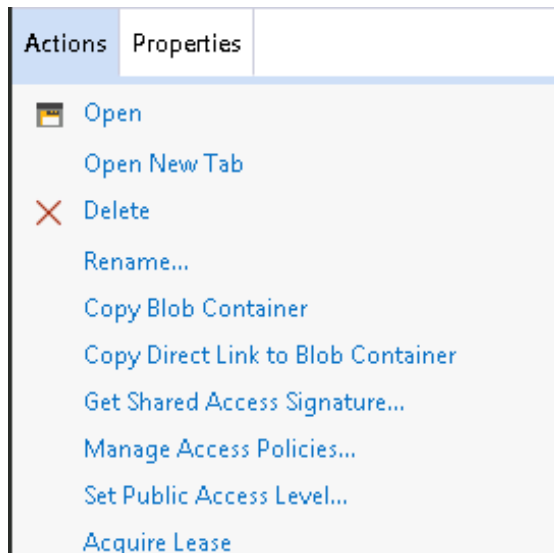 Actions Properties
Open
Open New Tab
Delete
Rename...
Copy Blob Container
Copy Direct Link to Blob Container
Get Shared Access Signature...
Manage Access Policies...
Set Public Access Level...
Acquire Lease